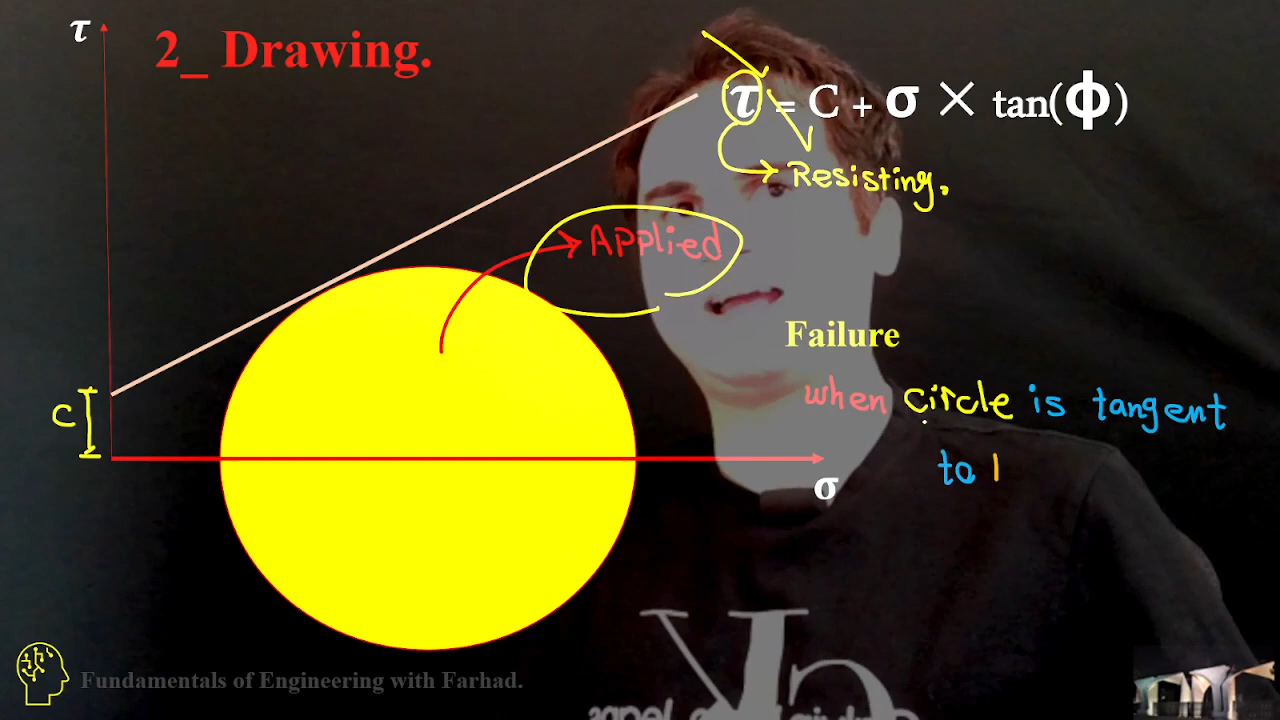 τ
2_ Drawing.
τ = C + σ × tan(ϕ)
Resisting.
Applied
Failure
when circle is tangent
to l
C
σ
Fundamentals of Engineering with Farhad.